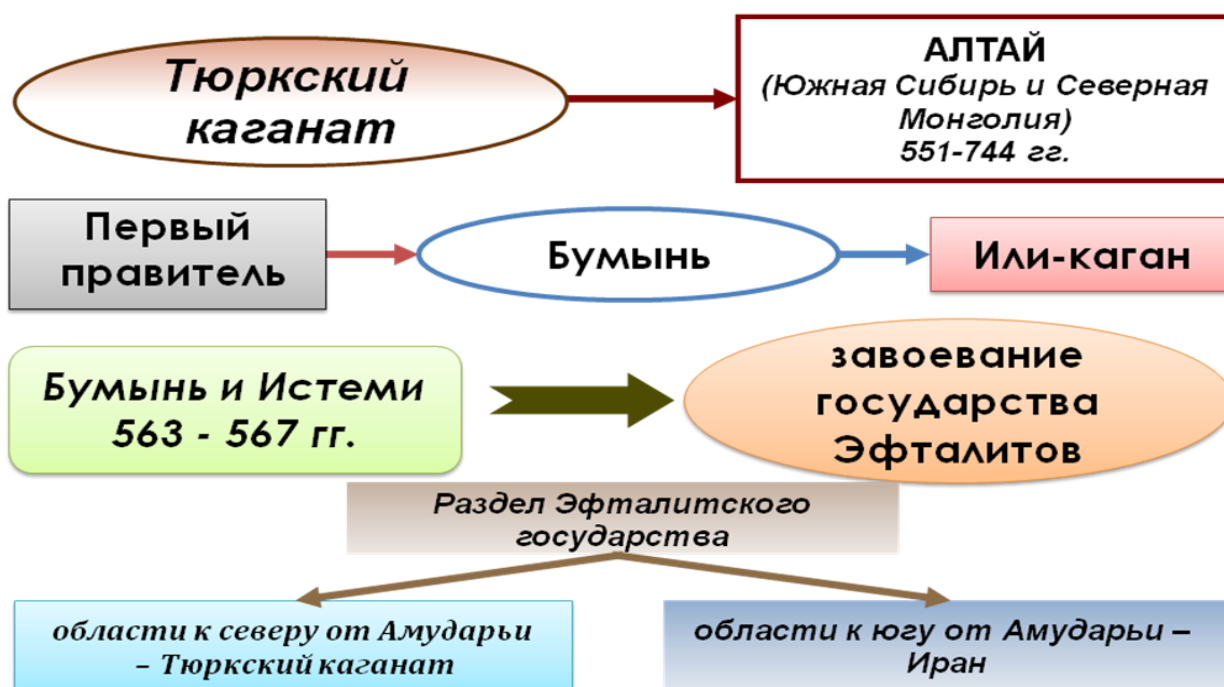 Тюркский
каганат
АЛТАЙ
(Южная Сибирь и Северная
Монголия)
551-744 гг.
Первый
правитель
Бумынь
Или-каган
Бумынь и Истеми
563 - 567 гг.
завоевание
государства
Эфталитов
Раздел Эфталитского
государства
области к северу от Амударьи
– Тюркский каганат
области к югу от Амударьи –
Иран